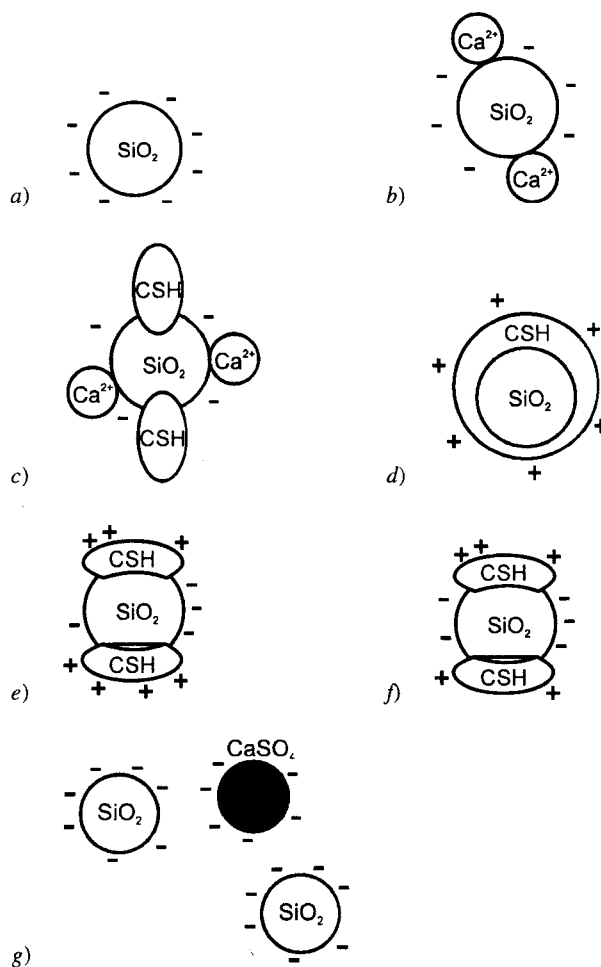 SiO₂
a)
Ca²⁺
SiO₂
Ca²⁺
b)
CSH
SiO₂
Ca²⁺
Ca²⁺
CSH
c)
CSH
SiO₂
d)
CSH
SiO₂
CSH
e)
CSH
SiO₂
CSH
f)
CaSO₄
SiO₂
SiO₂
g)